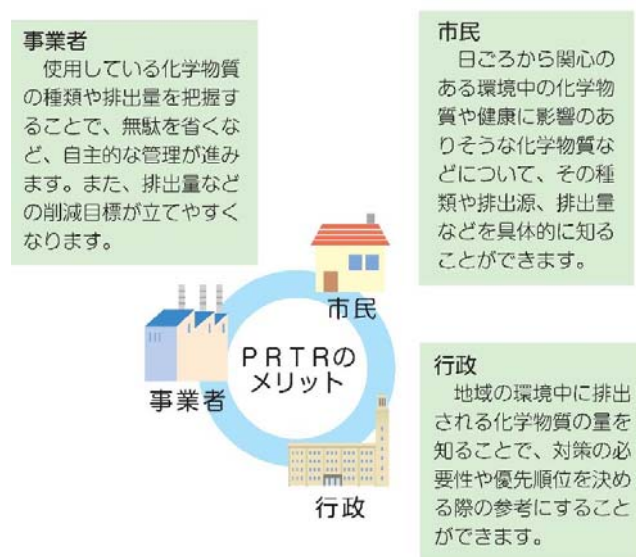 事業者
使用している化学物質
の種類や排出量を把握す
ることで、無駄を省くな
ど、自主的な管理が進み
ます。また、排出量など
の削減目標が立てやすく
なります。
市民
日ごろから関心の
ある環境中の化学物
質や健康に影響のあ
りそうな化学物質な
どについて、その種
類や排出源、排出量
などを具体的に知る
ことができます。
市民
PRTRの
メリット
事業者
行政
行政
地域の環境中に排出
される化学物質の量を
知ることで、対策の必
要性や優先順位を決め
る際の参考にすること
ができます。